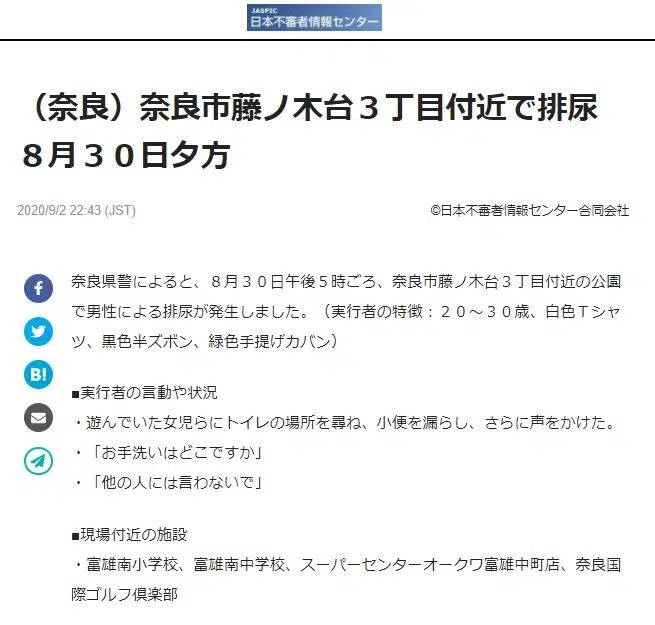 JASPIC
日本不審者情報センター
（奈良）奈良市藤ノ木台３丁目付近で排尿
８月３０日夕方
2020/9/2 22:43 (JST)
©日本不審者情報センター合同会社
奈良県警によると、８月３０日午後５時ごろ、奈良市藤ノ木台３丁目付近の公園
で男性による排尿が発生しました。（実行者の特徴：２０～３０歳、白色Ｔシャ
ツ、黒色半ズボン、緑色手提げカバン）
■実行者の言動や状況
・遊んでいた女児らにトイレの場所を尋ね、小便を漏らし、さらに声をかけた。
・「お手洗いはどこですか」
・「他の人には言わないで」
■現場付近の施設
・富雄南小学校、富雄南中学校、スーパーセンターオークワ富雄中町店、奈良国
際ゴルフ倶楽部
B!